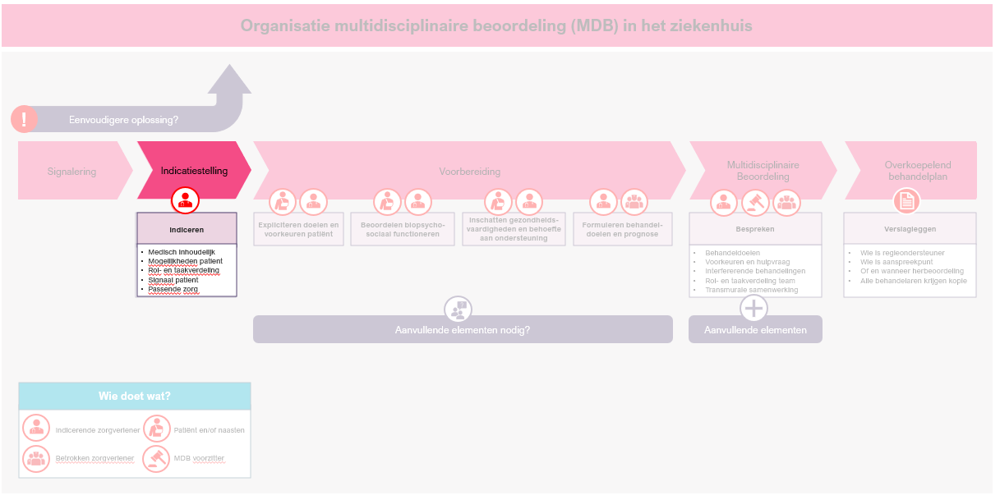 Organisatie multidisciplinaire beoordeling (MDB) in het ziekenhuis
!
Eenvoudigere oplossing?
Signalering
Indicatiestelling
Voorbereiding
Multidisciplinaire
Beoordeling
Overkoepelend
behandelplan
Indiceren
• Medisch inhoudelijk
• Mogelijkheden patient
• Rol- en taakverdeling
• Signaal patient
• Passende zorg
Expliciteren doelen en
voorkeuren patiënt
Beoordelen biopsycho-
sociaal functioneren
Inschatten gezondheids-
vaardigheden en behoefte
aan ondersteuning
Formuleren behandel-
doelen en prognose
Bespreken
• Behandeldoelen
• Voorkeuren en hulpvraag
• Interfererende behandelingen
• Rol- en taakverdeling team
• Transmurale samenwerking
Verslagleggen
• Wie is regieondersteuner
• Wie is aanspreekpunt
• Of en wanneer herbeoordeling
• Alle behandelaren krijgen kopie
?
Aanvullende elementen nodig?
Aanvullende elementen
Wie doet wat?
Indicerende zorgverlener
Patiënt en/of naasten
Betrokken zorgverlener
MDB voorzitter